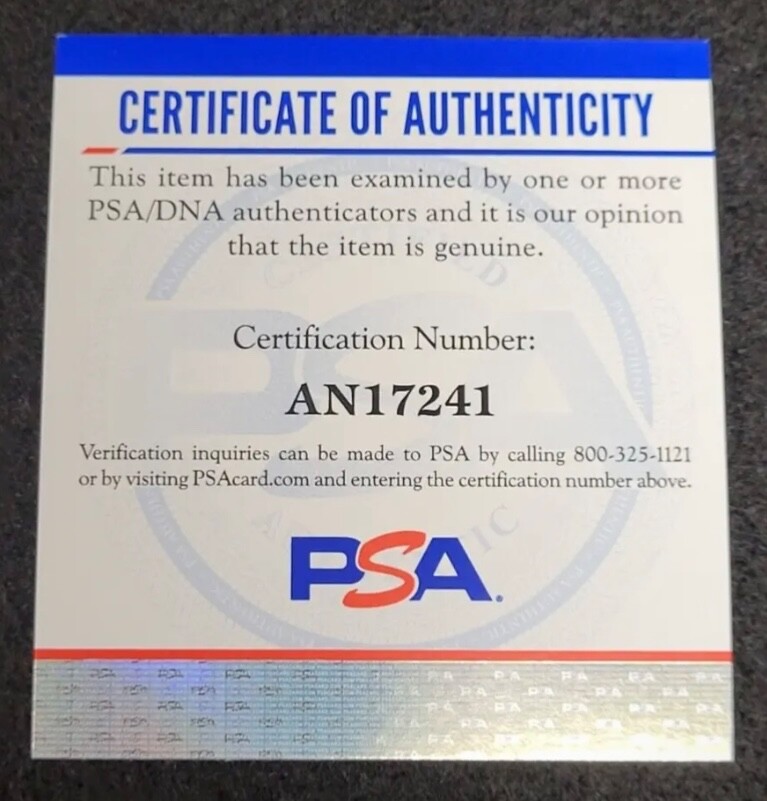 CERTIFICATE OF AUTHENTICITY
This item has been examined by one or more
PSA/DNA authenticators and it is our opinion
that the item is genuine.
Certification Number:
AN17241
Verification inquiries can be made to PSA by calling 800-325-1121
or by visiting PSAcard.com and entering the certification number above.
PSA.